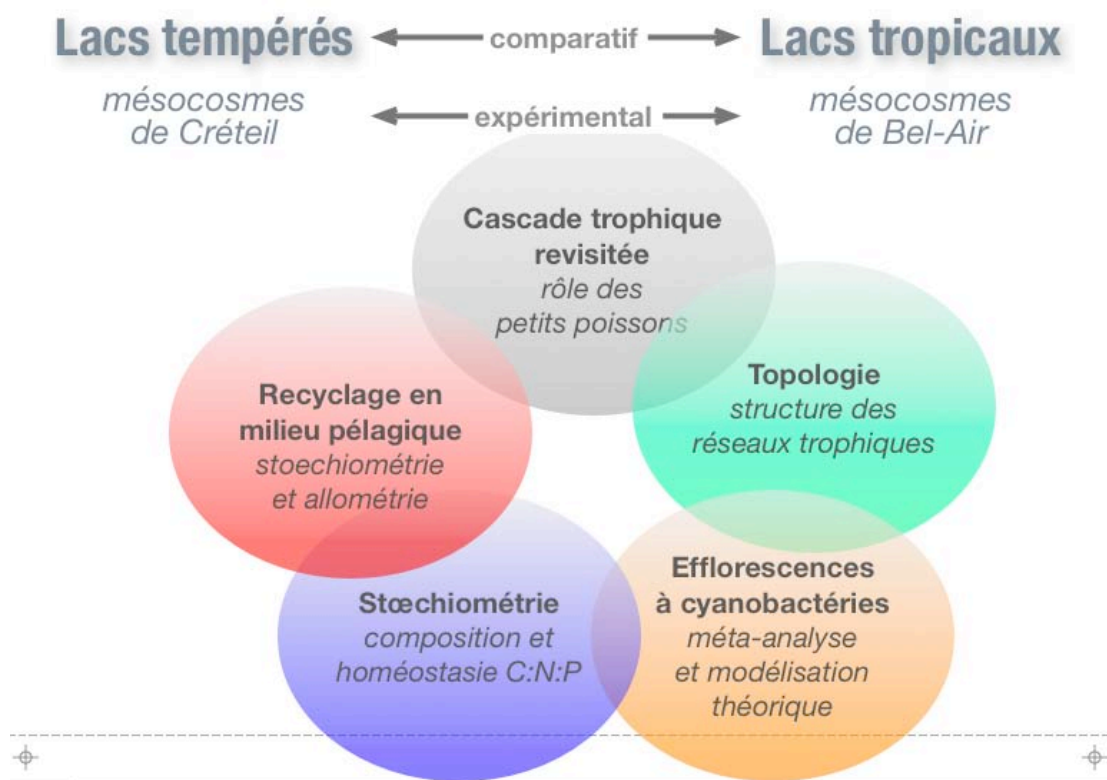 Lacs tempérés
comparatif
Lacs tropicaux
mésocosmes
de Créteil
expérimental
mésocosmes
de Bel-Air
Cascade trophique
revisitée
rôle des
petits poissons
Topologie
structure des
réseaux trophiques
Recyclage en
milieu pélagique
stoechiométrie
et allométrie
Stœchiométrie
composition et
homéostasie C:N:P
Efflorescences
à cyanobactéries
méta-analyse
et modélisation
théorique